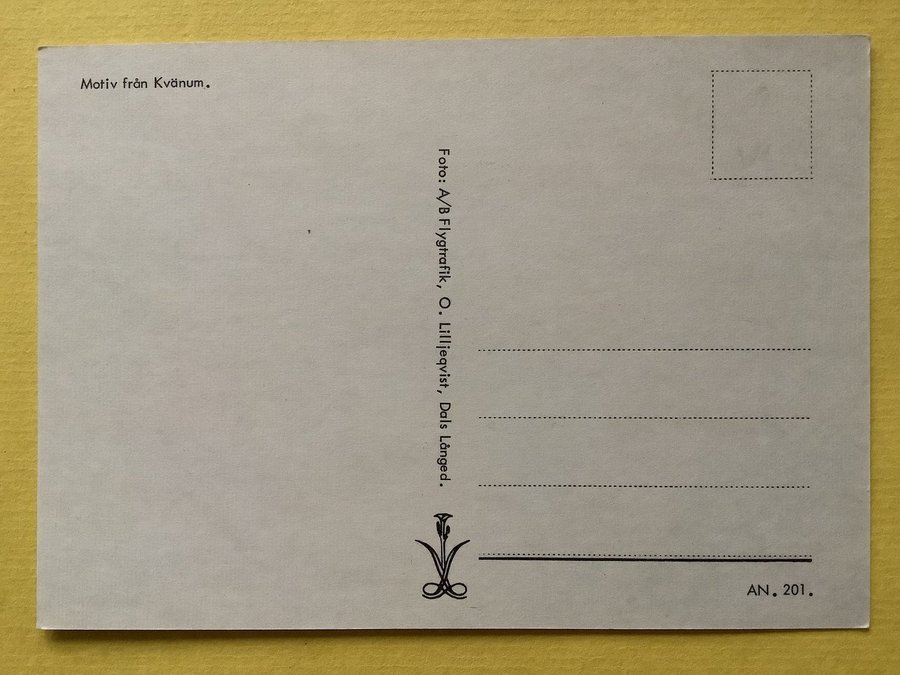 Motiv från Kvänum.
Foto: A/B Flygtrafik, O. Lilljeqvist, Dals Långed.
AN. 201.